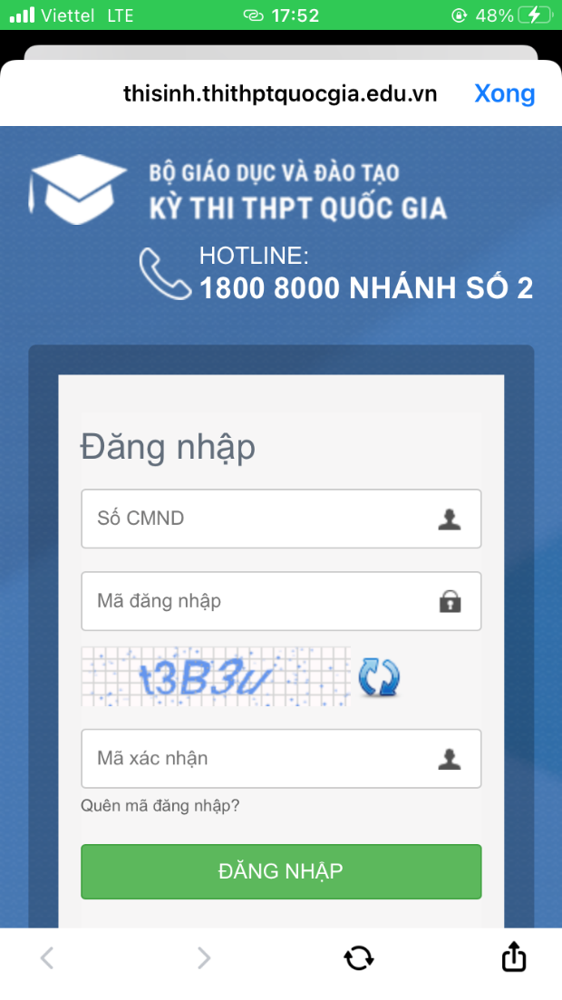 Viettel LTE 17:52 48%
thisinh.thithptquocgia.edu.vn Xong
BỘ GIÁO DỤC VÀ ĐÀO TẠO
KỲ THI THPT QUỐC GIA
HOTLINE:
1800 8000 NHÁNH SỐ 2
Đăng nhập
Số CMND
Mã đăng nhập
t3B3u
Mã xác nhận
Quên mã đăng nhập?
ĐĂNG NHẬP